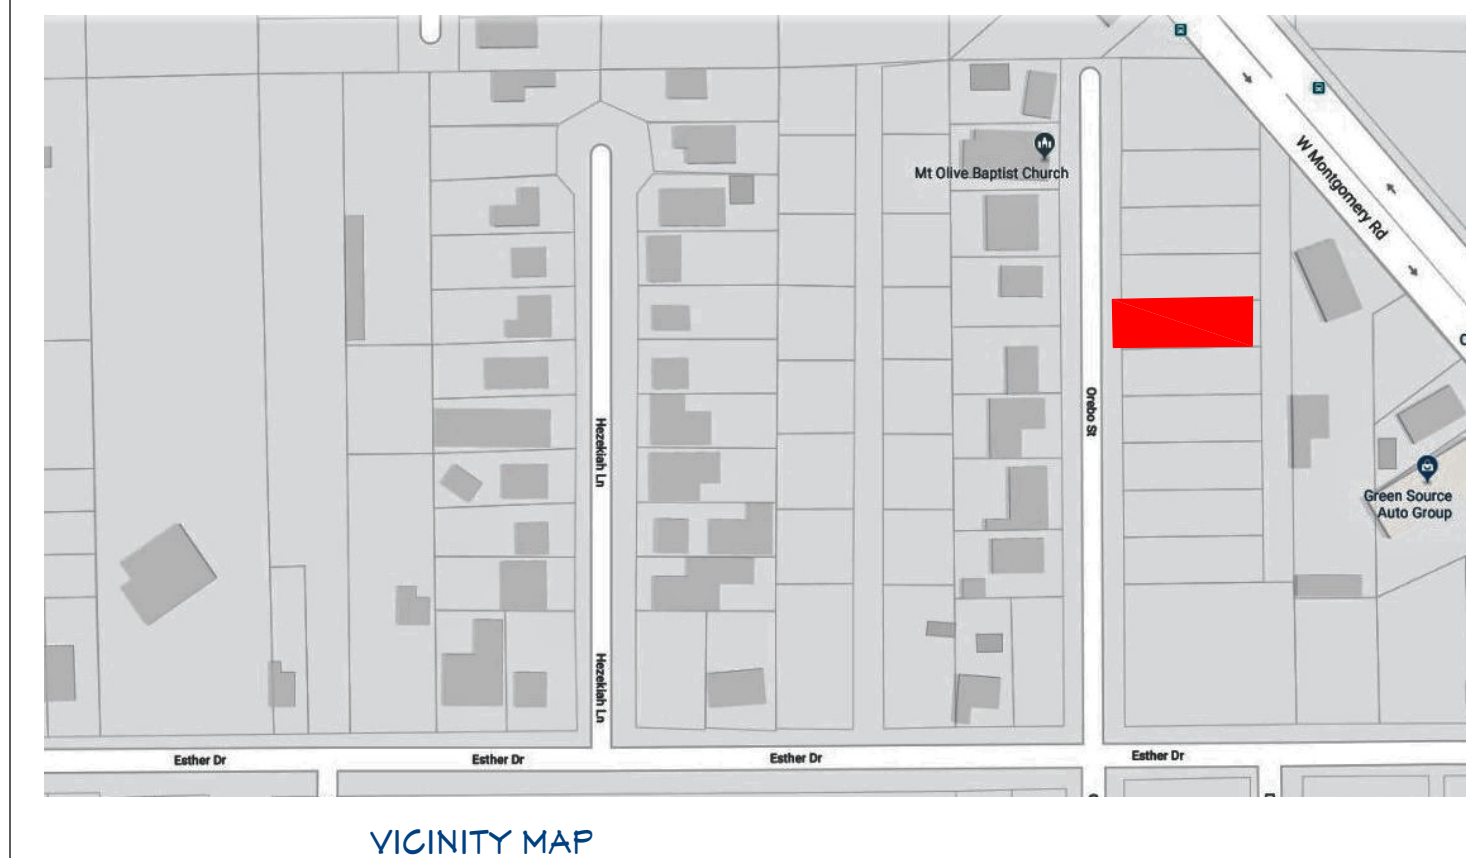 W Montgomery Rd
Mt Olive Baptist Church
Orebo St
Hezekiah Ln
Green Source
Auto Group
Hezekiah Ln
Esther Dr
Esther Dr
Esther Dr
Esther Dr
VICINITY MAP